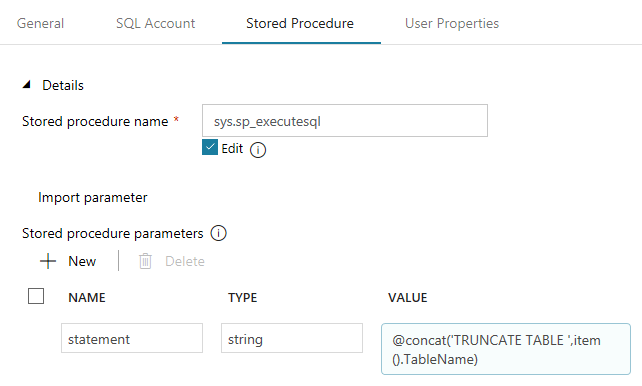 General SQL Account Stored Procedure User Properties
Details
Stored procedure name * sys.sp_executesql
Edit
Import parameter
Stored procedure parameters
New Delete
NAME TYPE VALUE
statement string @concat('TRUNCATE TABLE ',item
().TableName)